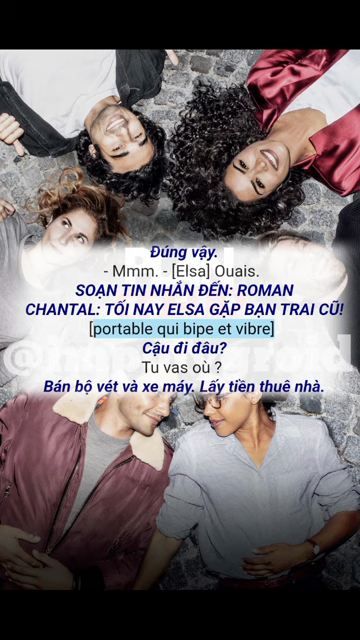 Đúng vậy.
- Mmm. - [Elsa] Ouais.
SOẠN TIN NHẮN ĐẾN: ROMAN
CHANTAL: TỐI NAY ELSA GẶP BẠN TRAI CŨ!
[portable qui bipe et vibre]
Cậu đi đâu?
Tu vas où ?
Bán bộ vét và xe máy. Lấy tiền thuê nhà.